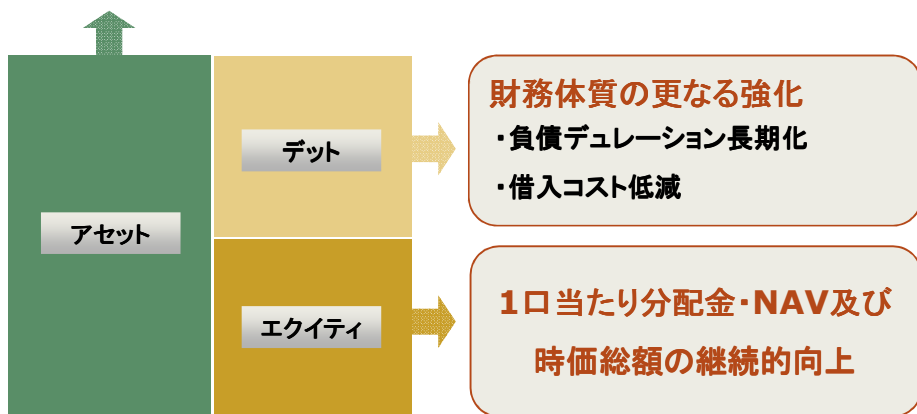 財務体質の更なる強化
・負債デュレーション長期化
・借入コスト低減
デット
アセット
エクイティ
1口当たり分配金・NAV及び
時価総額の継続的向上